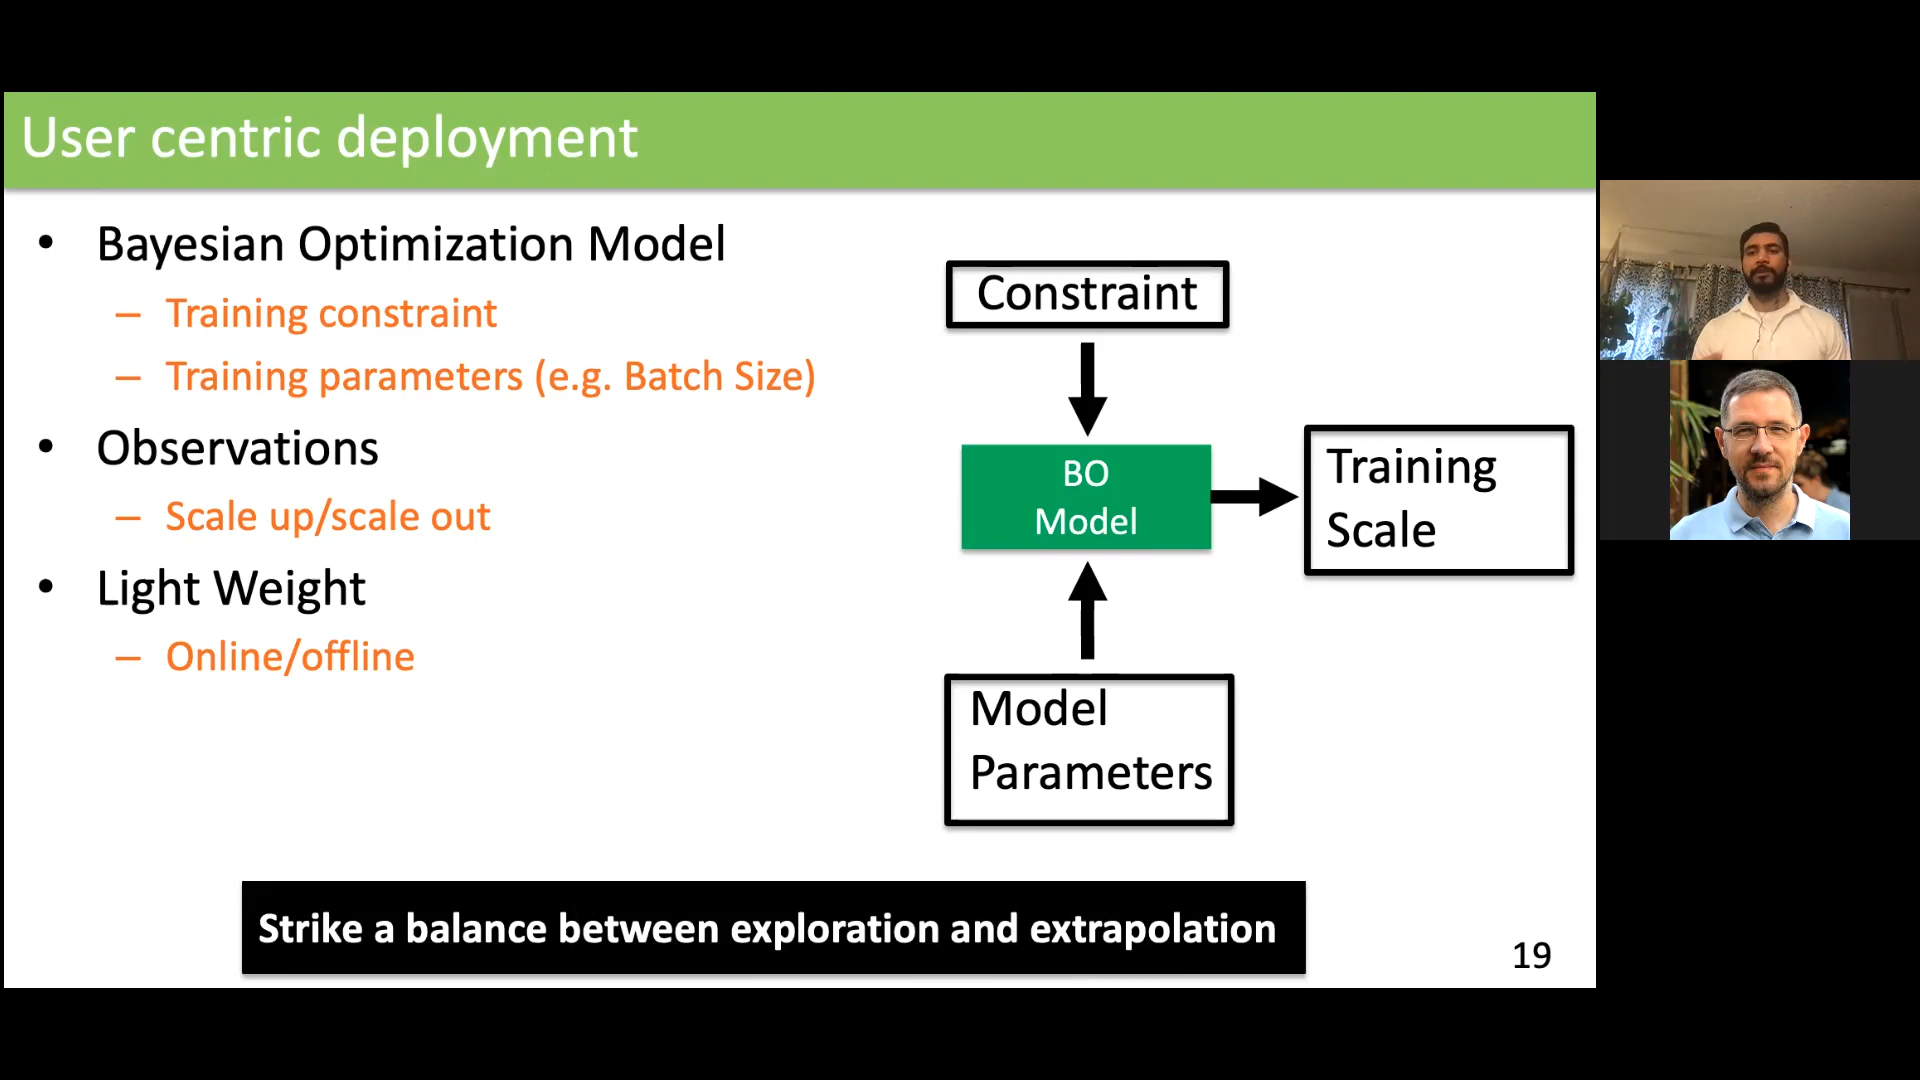 User centric deployment
• Bayesian Optimization Model
– Training constraint
– Training parameters (e.g. Batch Size)
• Observations
– Scale up/scale out
• Light Weight
– Online/offline
Constraint
BO
Model
Training
Scale
Model
Parameters
Strike a balance between exploration and extrapolation
19